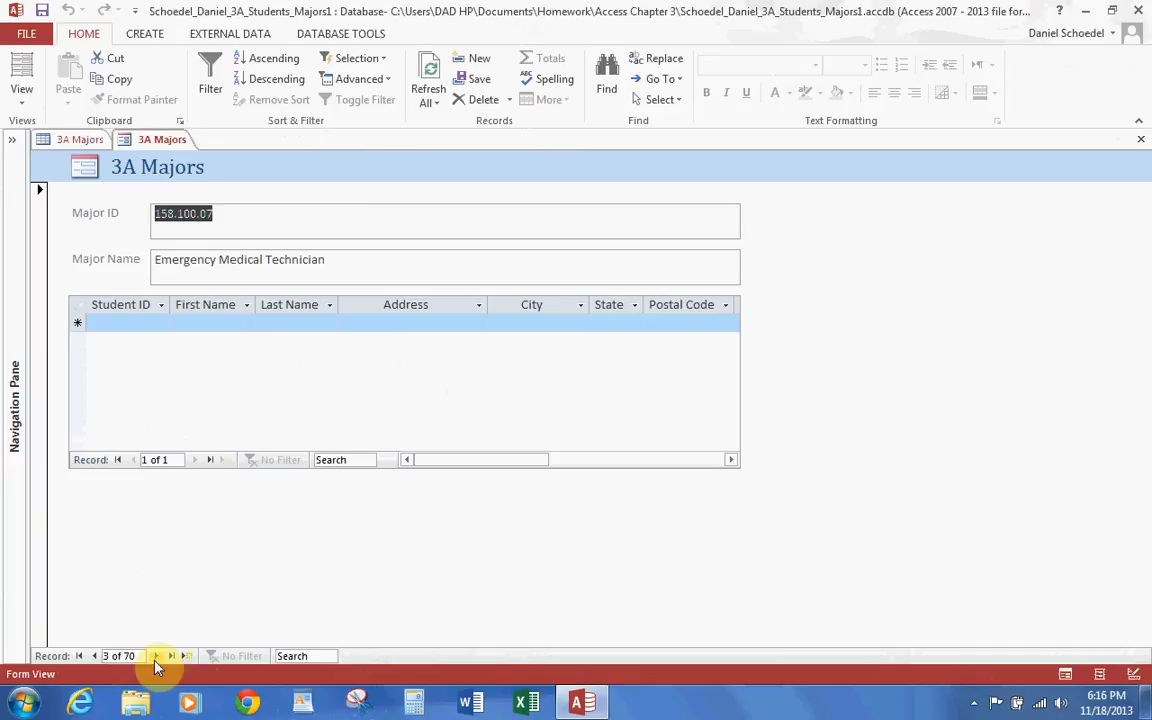 Schoedel_Daniel_3A_Students_Majors1 : Database- C:\Users\DAD HP\Documents\Homework\Access Chapter 3\Schoedel_Daniel_3A_Students_Majors1.accdb (Access 2007 - 2013 file for...
FILE HOME CREATE EXTERNAL DATA DATABASE TOOLS Daniel Schoedel
View
Paste
Cut
Copy
Format Painter
Clipboard
Filter
Ascending
Descending
Remove Sort
Selection
Advanced
Toggle Filter
Sort & Filter
Refresh
All
New
Save
Delete
Totals
Spelling
More
Records
Find
Replace
Go To
Select
Find
B I U A
Text Formatting
3A Majors 3A Majors
3A Majors
Major ID 158.100.07
Major Name Emergency Medical Technician
Student ID First Name Last Name Address City State Postal Code
Record: 1 of 1 No Filter Search
Navigation Pane
Record: 3 of 70 No Filter Search
Form View
6:16 PM
11/18/2013